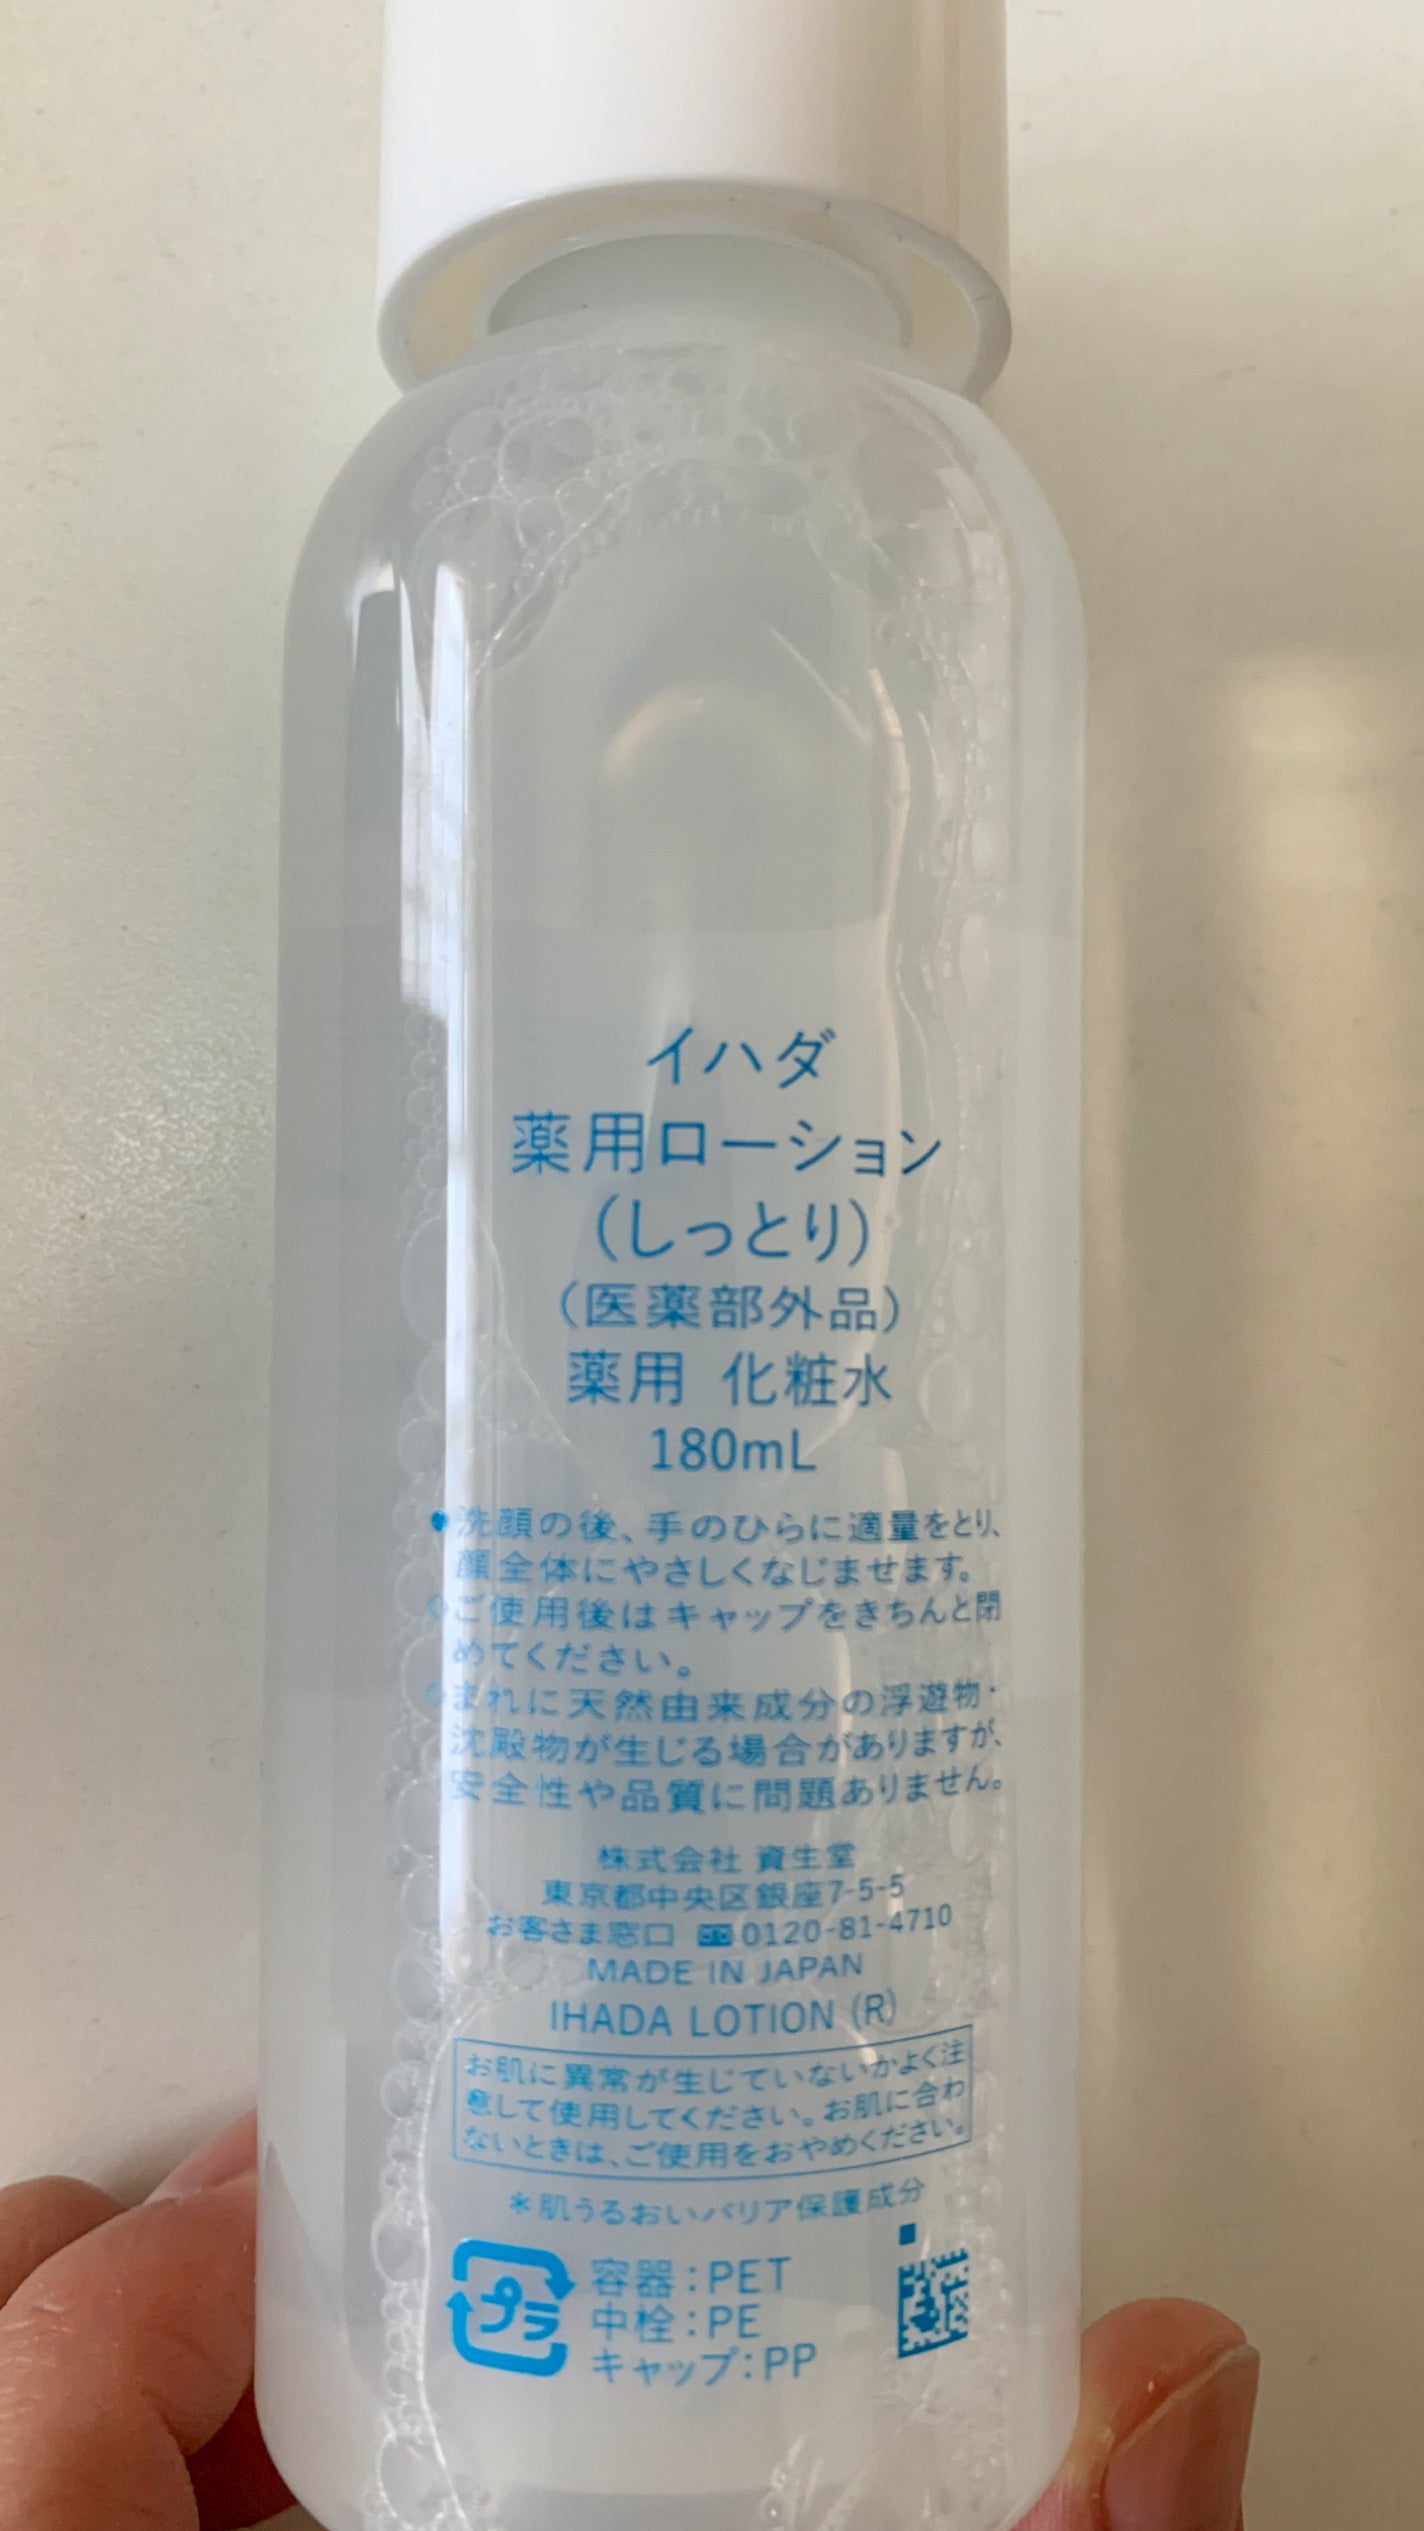 イハダ
薬用ローション
(しっとり)
(医薬部外品)
薬用 化粧水
180mL
●洗顔の後、手のひらに適量をとり、
顔全体にやさしくなじませます。
◇ご使用後はキャップをきちんと閉
めてください。
◇まれに天然由来成分の浮遊物・
沈殿物が生じる場合がありますが、
安全性や品質に問題ありません。
株式会社 資生堂
東京都中央区銀座7-5-5
お客さま窓口 0120-81-4710
MADE IN JAPAN
IHADA LOTION (R)
お肌に異常が生じていないかよく注
意して使用してください。お肌に合わ
ないときは、ご使用をおやめください。
*肌うるおいバリア保護成分
プラ
容器:PET
中栓:PE
キャップ:PP